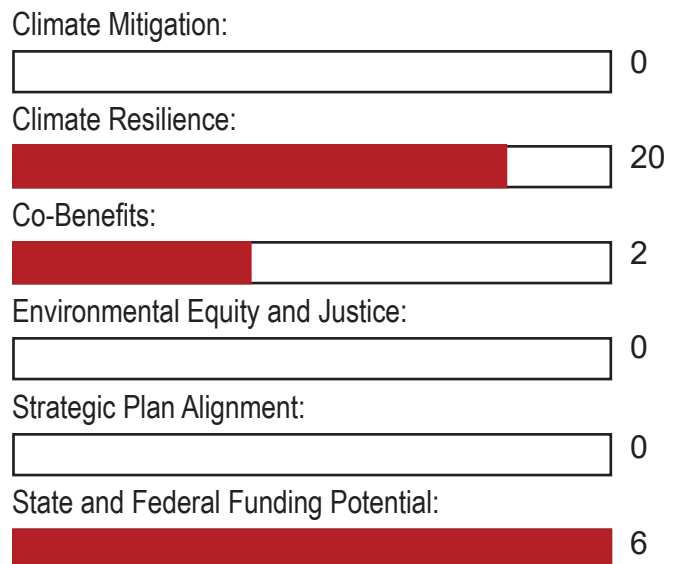 Climate Mitigation:
0
Climate Resilience:
20
Co-Benefits:
2
Environmental Equity and Justice:
0
Strategic Plan Alignment:
0
State and Federal Funding Potential:
6